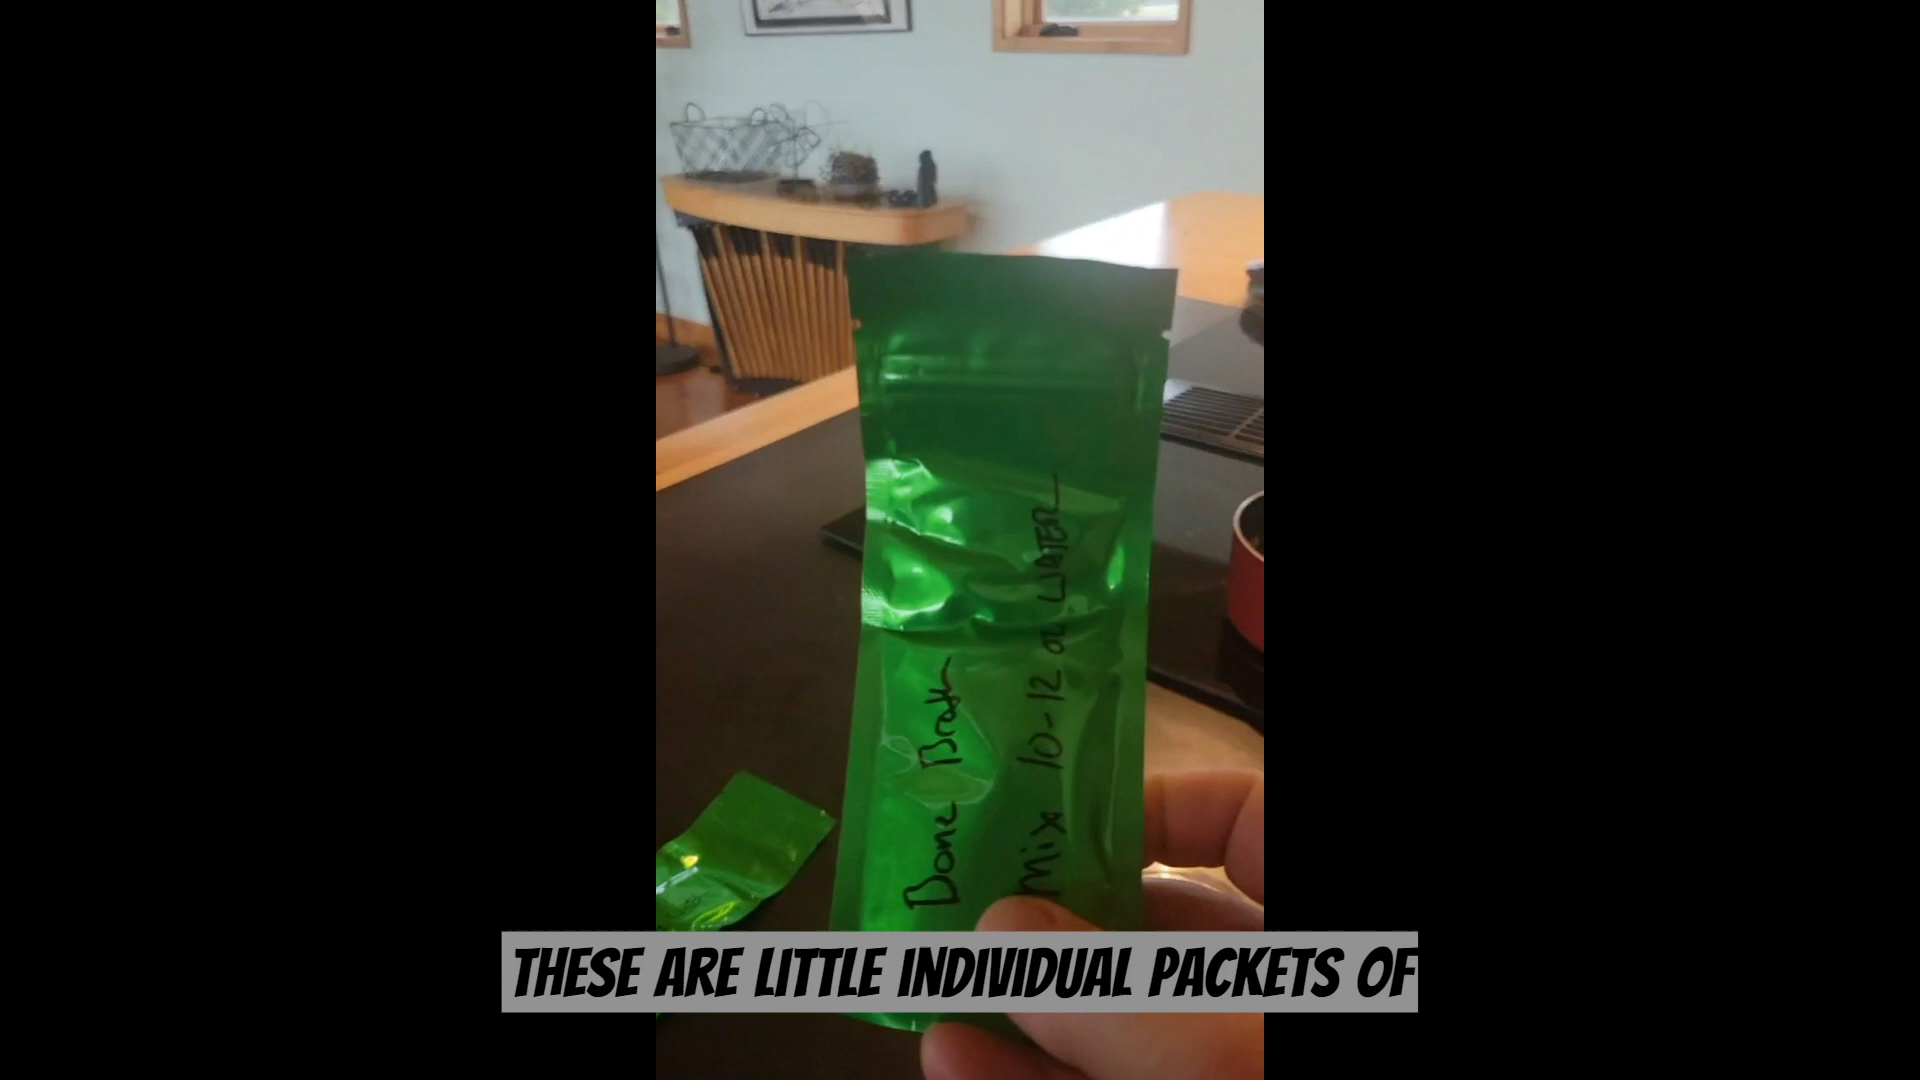 Bone Broth
Mix 10-12 oz WATER
THESE ARE LITTLE INDIVIDUAL PACKETS OF